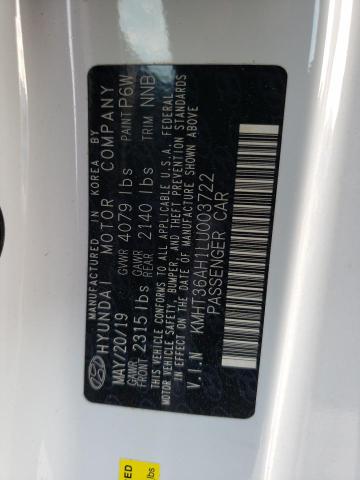 MANUFACTURED IN KOREA BY
HYUNDAI MOTOR COMPANY
MAY/20/19 GVWR 4079 lbs PAINT P6W
GAWR FRONT 2315 lbs GAWR REAR 2140 lbs TRIM NNB
THIS VEHICLE CONFORMS TO ALL APPLICABLE U.S.A. FEDERAL
MOTOR VEHICLE SAFETY, BUMPER, AND THEFT PREVENTION STANDARDS
IN EFFECT ON THE DATE OF MANUFACTURE SHOWN ABOVE
V.I.N KMHT36AH1LU003722
PASSENGER CAR
ED
lbs